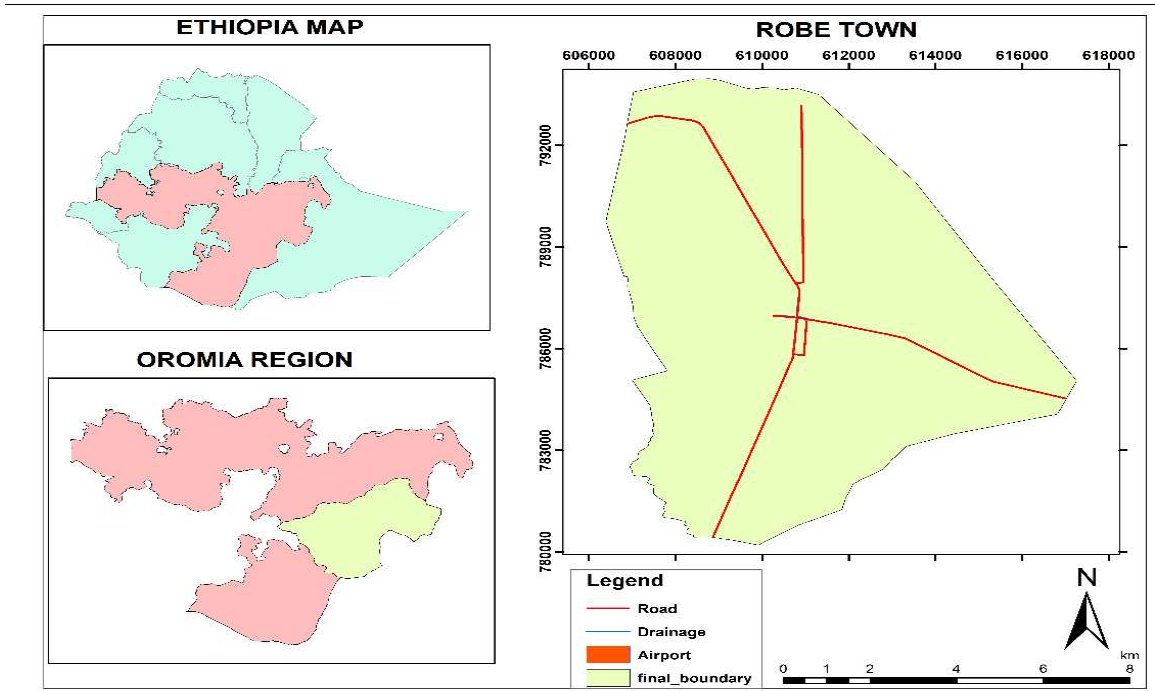 ETHIOPIA MAP
ROBE TOWN
606000 608000 610000 612000 614000 616000 618000
792000
789000
786000
783000
780000
OROMIA REGION
Legend
Road
Drainage
Airport
final_boundary
N
km
0 1 2 4 6 8